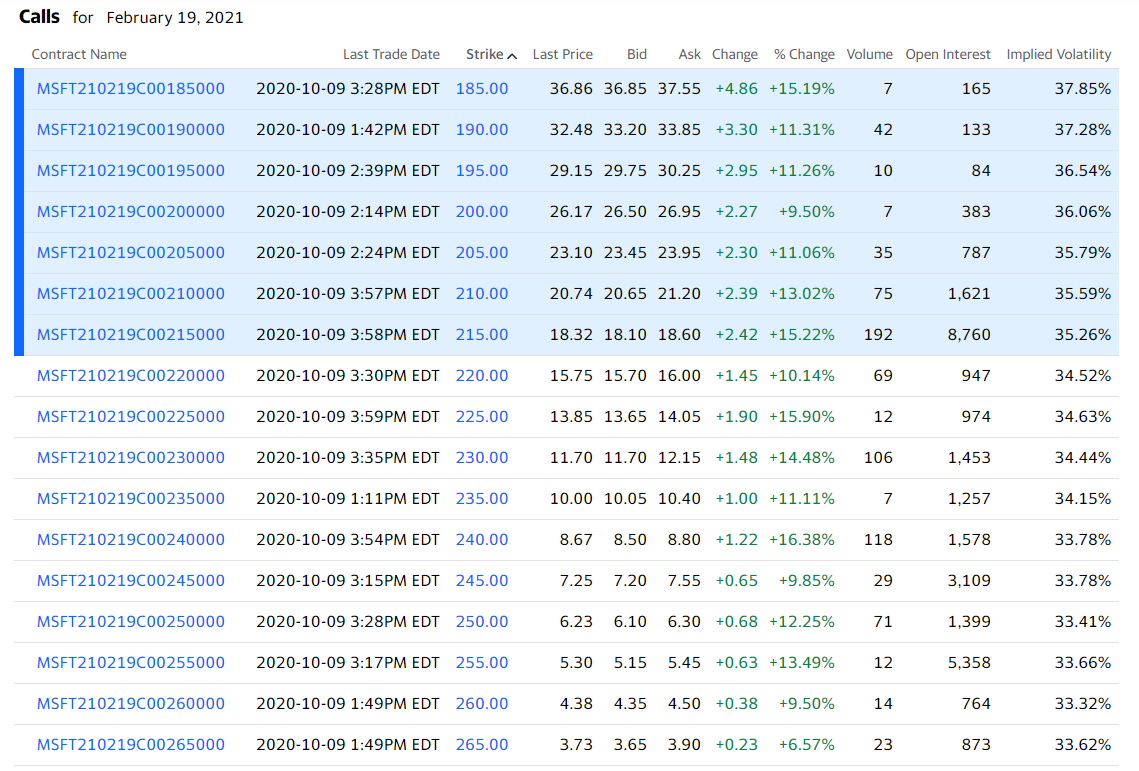 Calls for February 19, 2021
Contract Name Last Trade Date Strike Last Price Bid Ask Change % Change Volume Open Interest Implied Volatility
MSFT210219C00185000 2020-10-09 3:28PM EDT 185.00 36.86 36.85 37.55 +4.86 +15.19% 7 165 37.85%
MSFT210219C00190000 2020-10-09 1:42PM EDT 190.00 32.48 33.20 33.85 +3.30 +11.31% 42 133 37.28%
MSFT210219C00195000 2020-10-09 2:39PM EDT 195.00 29.15 29.75 30.25 +2.95 +11.26% 10 84 36.54%
MSFT210219C00200000 2020-10-09 2:14PM EDT 200.00 26.17 26.50 26.95 +2.27 +9.50% 7 383 36.06%
MSFT210219C00205000 2020-10-09 2:24PM EDT 205.00 23.10 23.45 23.95 +2.30 +11.06% 35 787 35.79%
MSFT210219C00210000 2020-10-09 3:57PM EDT 210.00 20.74 20.65 21.20 +2.39 +13.02% 75 1,621 35.59%
MSFT210219C00215000 2020-10-09 3:58PM EDT 215.00 18.32 18.10 18.60 +2.42 +15.22% 192 8,760 35.26%
MSFT210219C00220000 2020-10-09 3:30PM EDT 220.00 15.75 15.70 16.00 +1.45 +10.14% 69 947 34.52%
MSFT210219C00225000 2020-10-09 3:59PM EDT 225.00 13.85 13.65 14.05 +1.90 +15.90% 12 974 34.63%
MSFT210219C00230000 2020-10-09 3:35PM EDT 230.00 11.70 11.70 12.15 +1.48 +14.48% 106 1,453 34.44%
MSFT210219C00235000 2020-10-09 1:11PM EDT 235.00 10.00 10.05 10.40 +1.00 +11.11% 7 1,257 34.15%
MSFT210219C00240000 2020-10-09 3:54PM EDT 240.00 8.67 8.50 8.80 +1.22 +16.38% 118 1,578 33.78%
MSFT210219C00245000 2020-10-09 3:15PM EDT 245.00 7.25 7.20 7.55 +0.65 +9.85% 29 3,109 33.78%
MSFT210219C00250000 2020-10-09 3:28PM EDT 250.00 6.23 6.10 6.30 +0.68 +12.25% 71 1,399 33.41%
MSFT210219C00255000 2020-10-09 3:17PM EDT 255.00 5.30 5.15 5.45 +0.63 +13.49% 12 5,358 33.66%
MSFT210219C00260000 2020-10-09 1:49PM EDT 260.00 4.38 4.35 4.50 +0.38 +9.50% 14 764 33.32%
MSFT210219C00265000 2020-10-09 1:49PM EDT 265.00 3.73 3.65 3.90 +0.23 +6.57% 23 873 33.62%